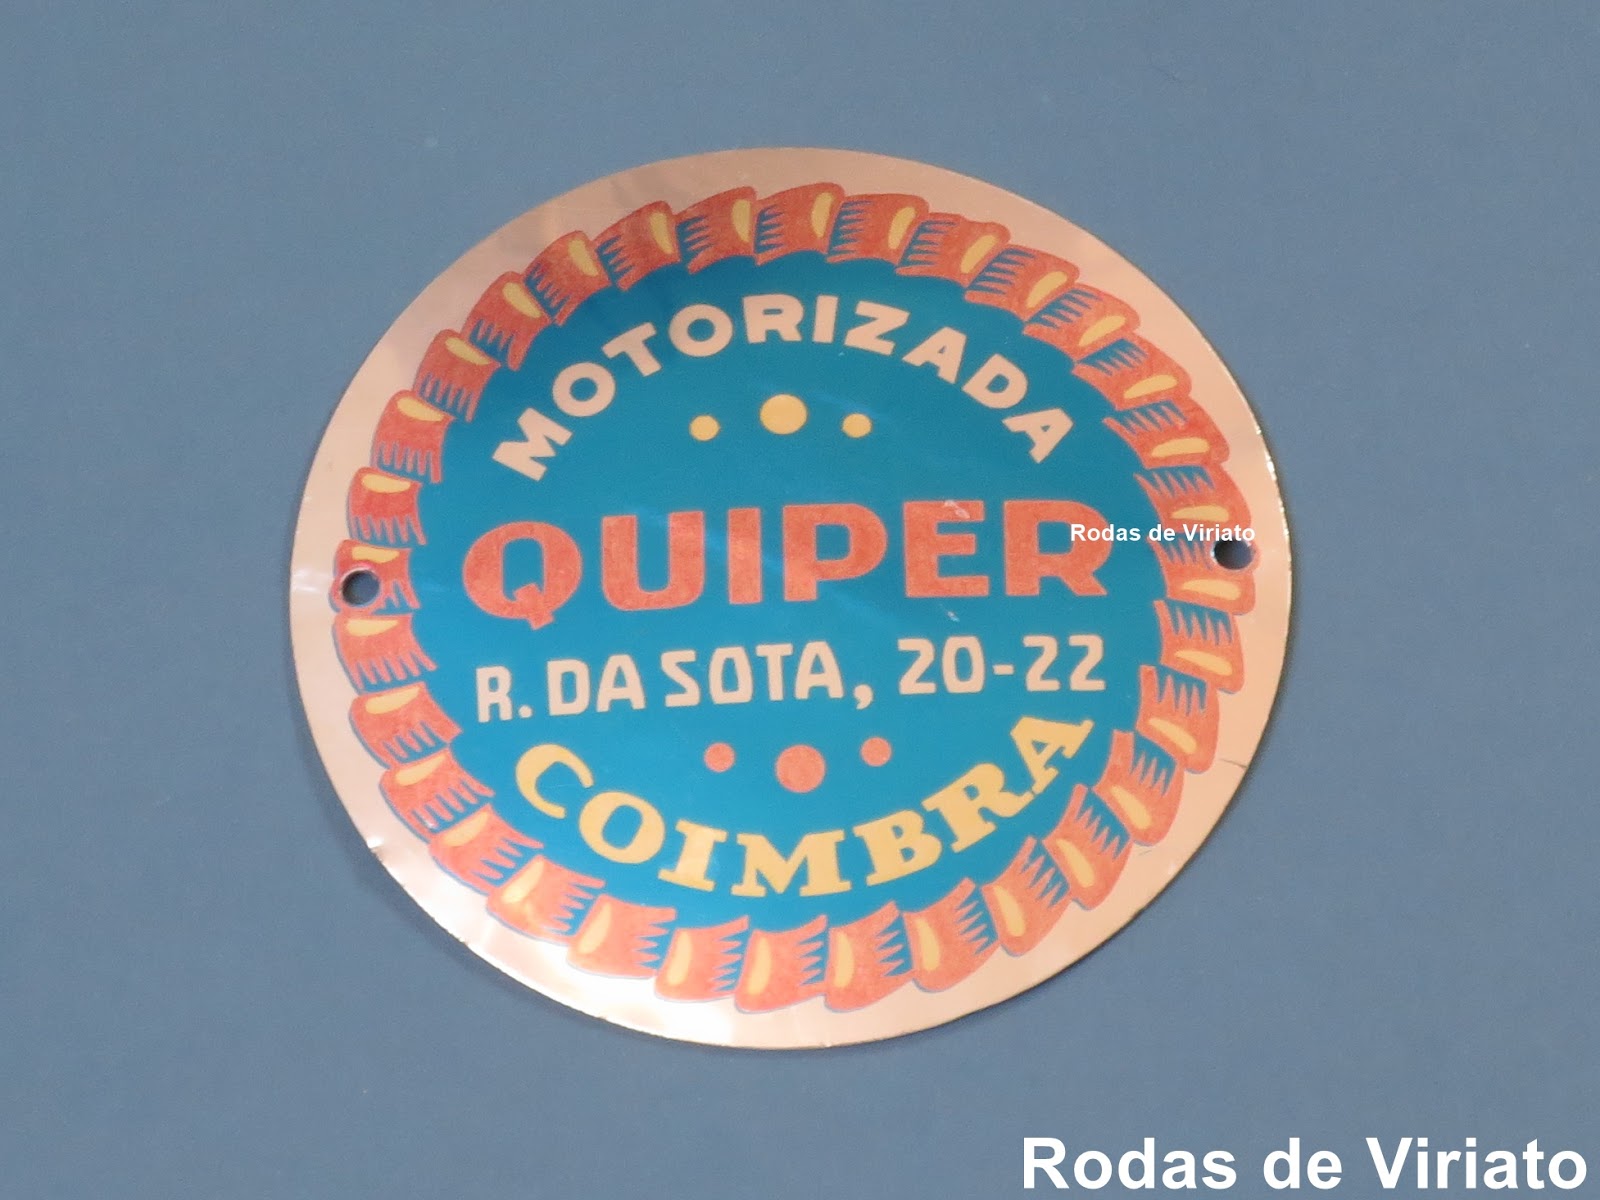 MOTORIZADA
QUIPER
Rodas de Viriato
R. DA SOTA, 20-22
COIMBRA
Rodas de Viriato